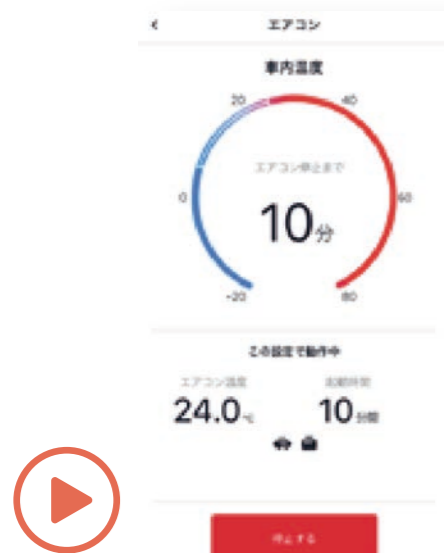 エアコン
車内温度
20 40
エアコン停止まで
0 60
10分
-20 80
この設定で動作中
エアコン温度 起動時間
24.0℃ 10分間
停止する